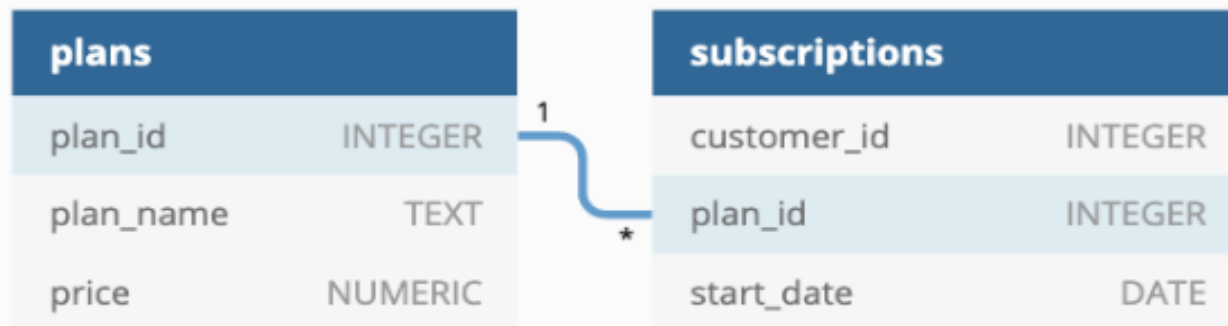 plans
plan_id INTEGER
plan_name TEXT
price NUMERIC
1
*
subscriptions
customer_id INTEGER
plan_id INTEGER
start_date DATE